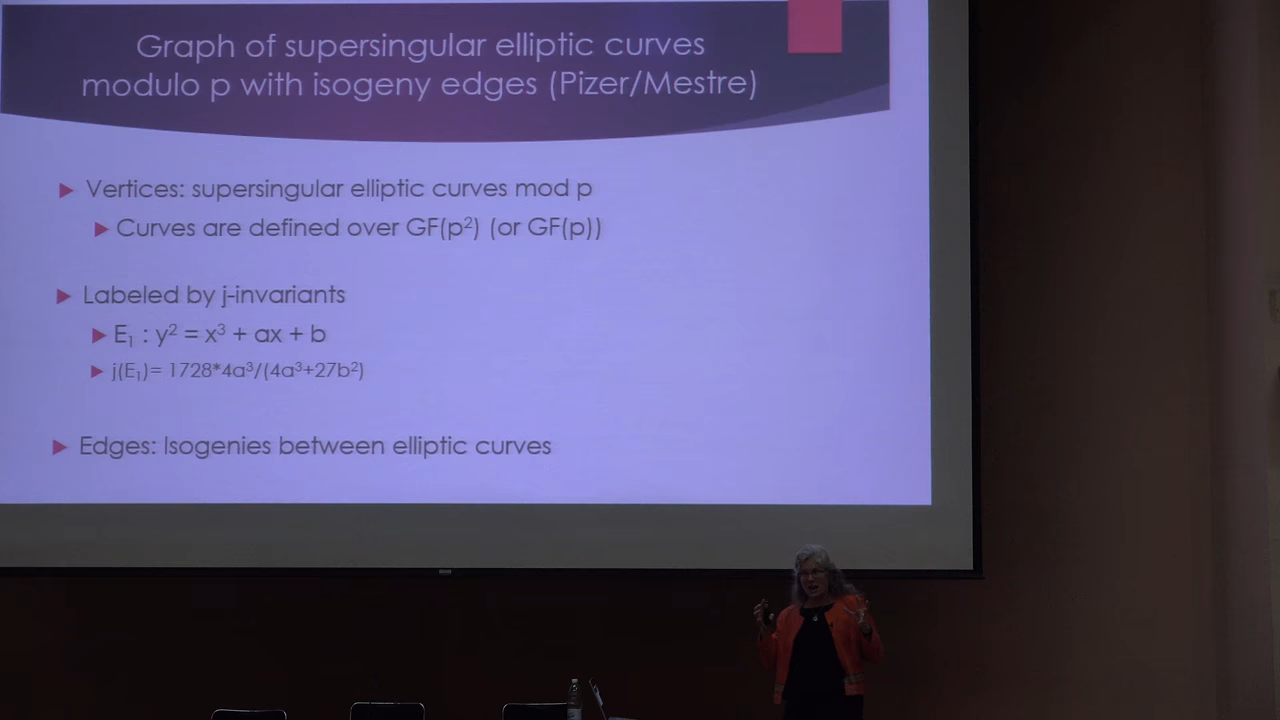 Graph of supersingular elliptic curves
modulo p with isogeny edges (Pizer/Mestre)
Vertices: supersingular elliptic curves mod p
Curves are defined over GF(p²) (or GF(p))
Labeled by j-invariants
E₁ : y² = x³ + ax + b
j(E₁)= 1728*4a³/(4a³+27b²)
Edges: Isogenies between elliptic curves